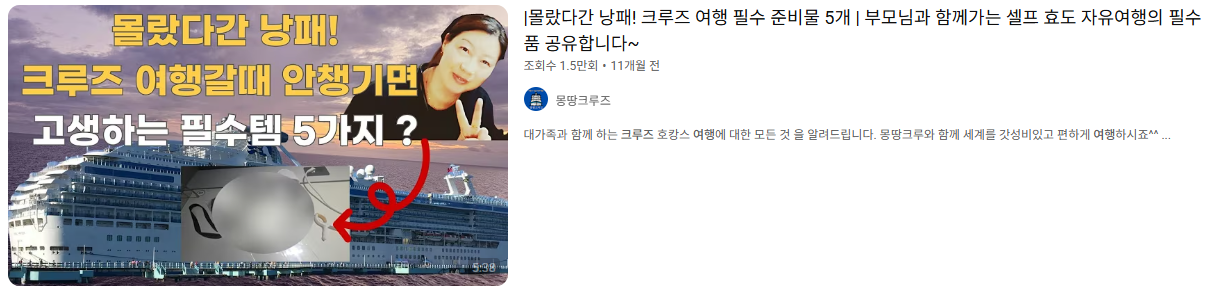 몰랐다간 낭패!
크루즈 여행갈때 안챙기면
고생하는 필수템 5가지 ?
5:38
|몰랐다간 낭패! 크루즈 여행 필수 준비물 5개 | 부모님과 함께가는 셀프 효도 자유여행의 필수
품 공유합니다~
조회수 1.5만회 • 11개월 전
몽땅크루즈
대가족과 함께 하는 크루즈 호캉스 여행에 대한 모든 것 을 알려드립니다. 몽땅크루와 함께 세계를 갓성비있고 편하게 여행하시죠^^ ...